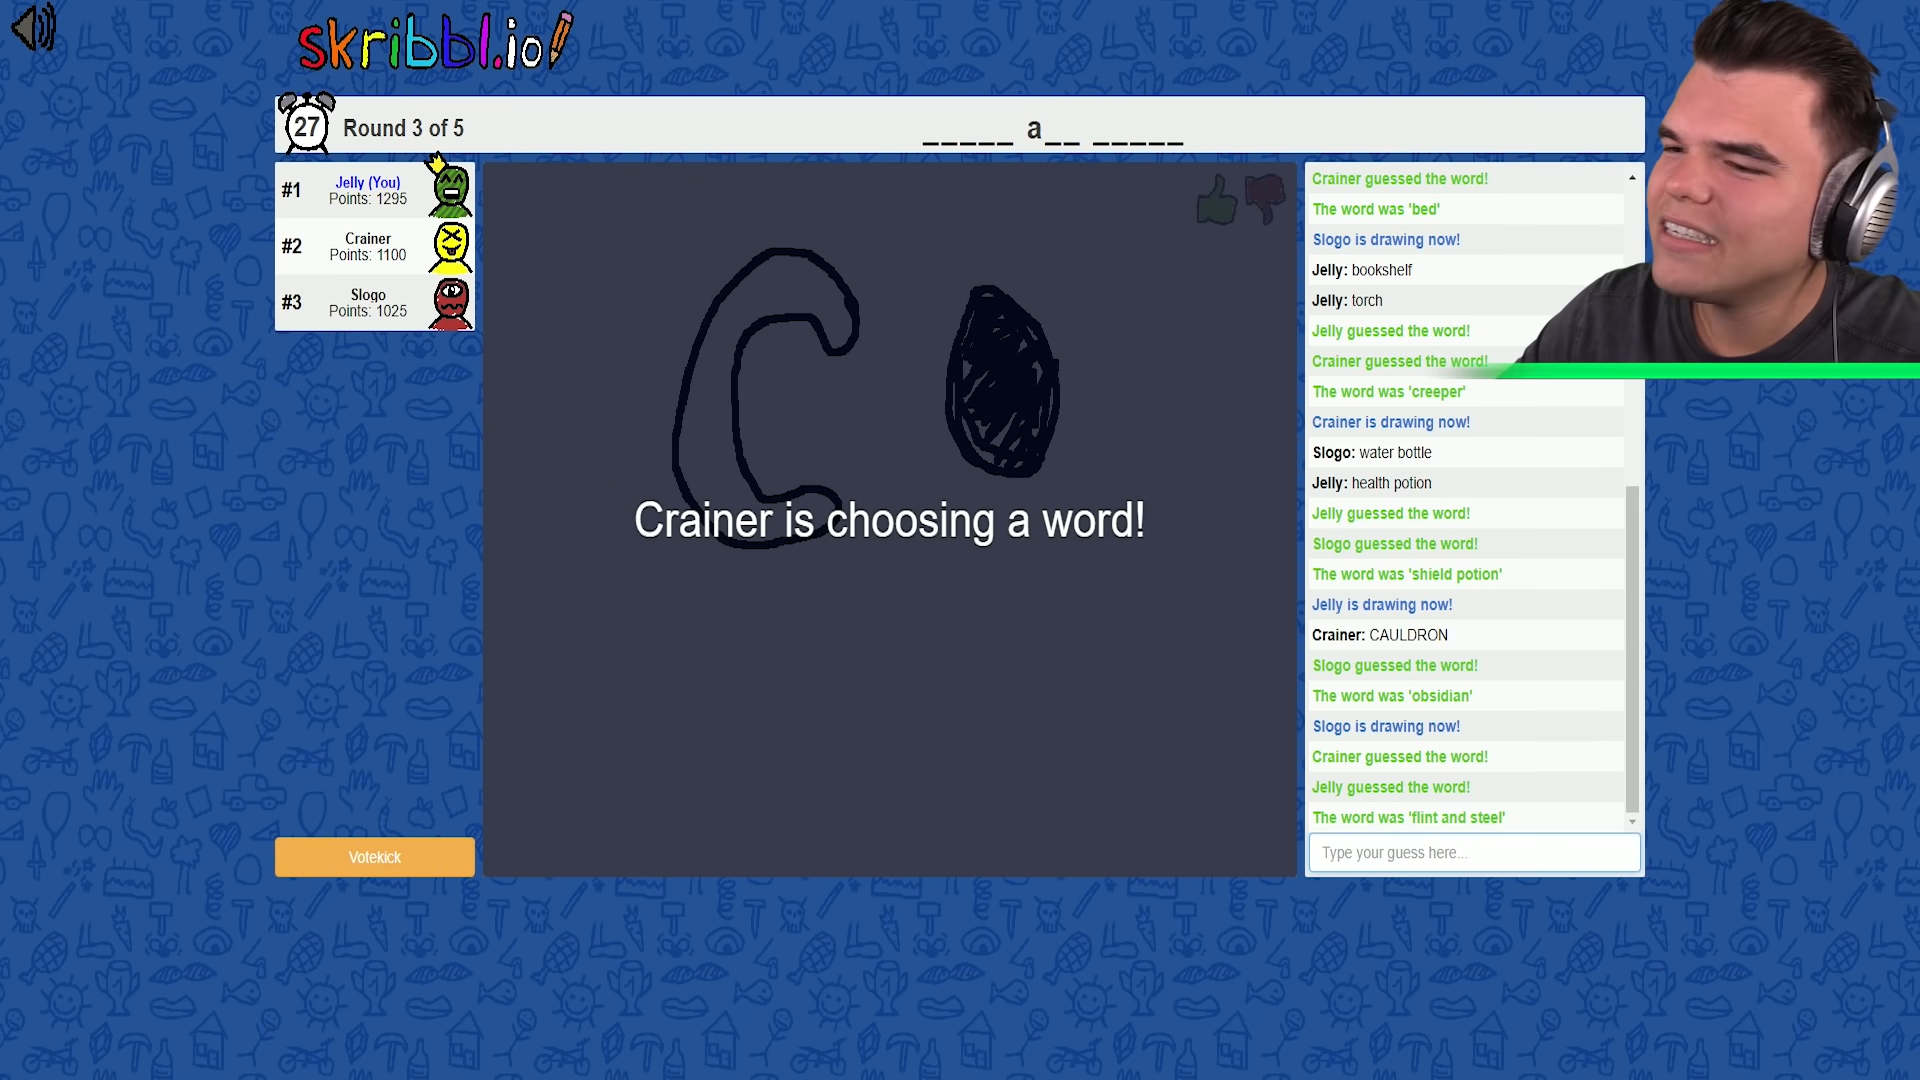 skribbl.io
27
Round 3 of 5
_____ a__ _____
#1
Jelly (You)
Points: 1295
#2
Crainer
Points: 1100
#3
Slogo
Points: 1025
Votekick
Crainer is choosing a word!
Crainer guessed the word!
The word was 'bed'
Slogo is drawing now!
Jelly: bookshelf
Jelly: torch
Jelly guessed the word!
Crainer guessed the word!
The word was 'creeper'
Crainer is drawing now!
Slogo: water bottle
Jelly: health potion
Jelly guessed the word!
Slogo guessed the word!
The word was 'shield potion'
Jelly is drawing now!
Crainer: CAULDRON
Slogo guessed the word!
The word was 'obsidian'
Slogo is drawing now!
Crainer guessed the word!
Jelly guessed the word!
The word was 'flint and steel'
Type your guess here...